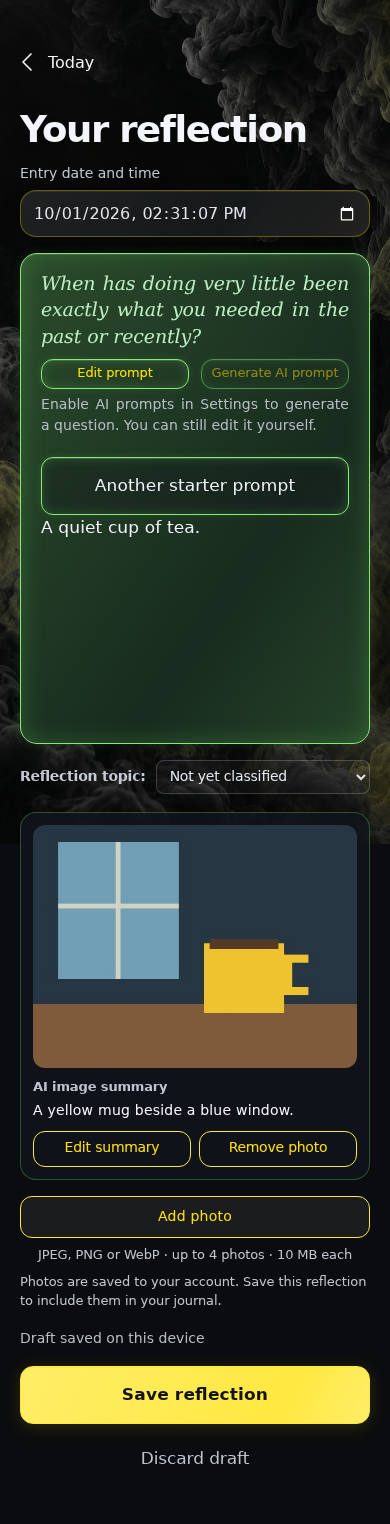 Today
Your reflection
Entry date and time
10/01/2026, 02:31:07 PM
When has doing very little been
exactly what you needed in the
past or recently?
Edit prompt
Generate AI prompt
Enable AI prompts in Settings to generate
a question. You can still edit it yourself.
Another starter prompt
A quiet cup of tea.
Reflection topic:
Not yet classified
AI image summary
A yellow mug beside a blue window.
Edit summary
Remove photo
Add photo
JPEG, PNG or WebP · up to 4 photos · 10 MB each
Photos are saved to your account. Save this reflection
to include them in your journal.
Draft saved on this device
Save reflection
Discard draft